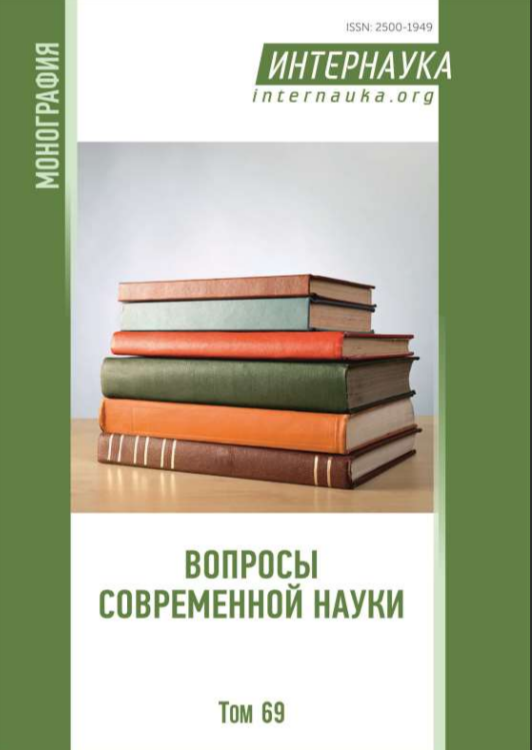 ISSN: 2500-1949
ИНТЕРНАУКА
internauka.org
МОНОГРАФИЯ
ВОПРОСЫ
СОВРЕМЕННОЙ НАУКИ
Том 69